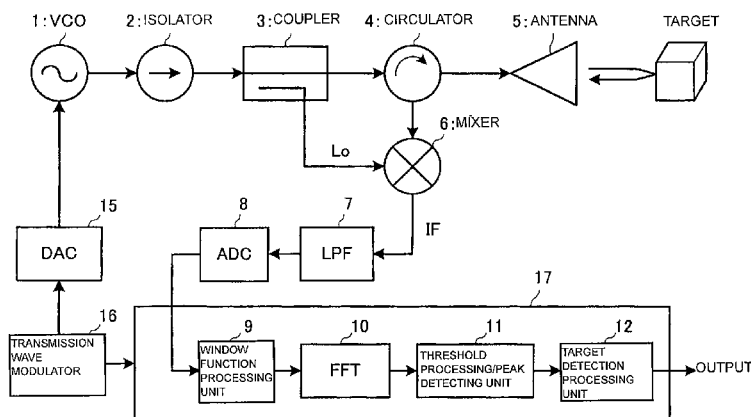 1:VCO
2:ISOLATOR
3:COUPLER
4:CIRCULATOR
5:ANTENNA
TARGET
6:MIXER
Lo
IF
15
DAC
8
ADC
7
LPF
17
16
TRANSMISSION
WAVE
MODULATOR
9
WINDOW
FUNCTION
PROCESSING
UNIT
10
FFT
11
THRESHOLD
PROCESSING/PEAK
DETECTING UNIT
12
TARGET
DETECTION
PROCESSING
UNIT
OUTPUT